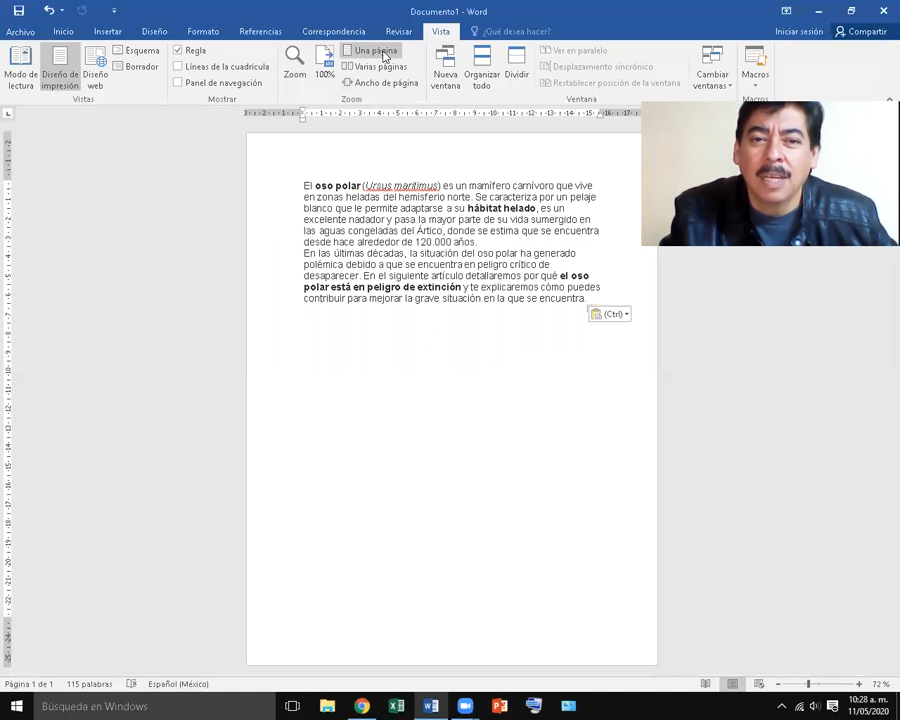 Documento1 - Word
Archivo Inicio Insertar Diseño Formato Referencias Correspondencia Revisar Vista ¿Qué desea hacer? Iniciar sesión Compartir
Modo de lectura
Diseño de impresión
Diseño web
Esquema
Borrador
Vistas
Regla
Líneas de la cuadrícula
Panel de navegación
Mostrar
Zoom
100%
Una página
Varias páginas
Ancho de página
Zoom
Nueva ventana
Organizar todo
Dividir
Ver en paralelo
Desplazamiento sincrónico
Restablecer posición de la ventana
Cambiar ventanas
Ventana
Macros
Macros
El oso polar (Ursus maritimus) es un mamífero carnívoro que vive
en zonas heladas del hemisferio norte. Se caracteriza por un pelaje
blanco que le permite adaptarse a su hábitat helado, es un
excelente nadador y pasa la mayor parte de su vida sumergido en
las aguas congeladas del Ártico, donde se estima que se encuentra
desde hace alrededor de 120.000 años.
En las últimas décadas, la situación del oso polar ha generado
polémica debido a que se encuentra en peligro crítico de
desaparecer. En el siguiente artículo detallaremos por qué el oso
polar está en peligro de extinción y te explicaremos cómo puedes
contribuir para mejorar la grave situación en la que se encuentra.
(Ctrl)
Página 1 de 1 115 palabras Español (México) 72 %
Búsqueda en Windows
10:28 a. m.
11/05/2020